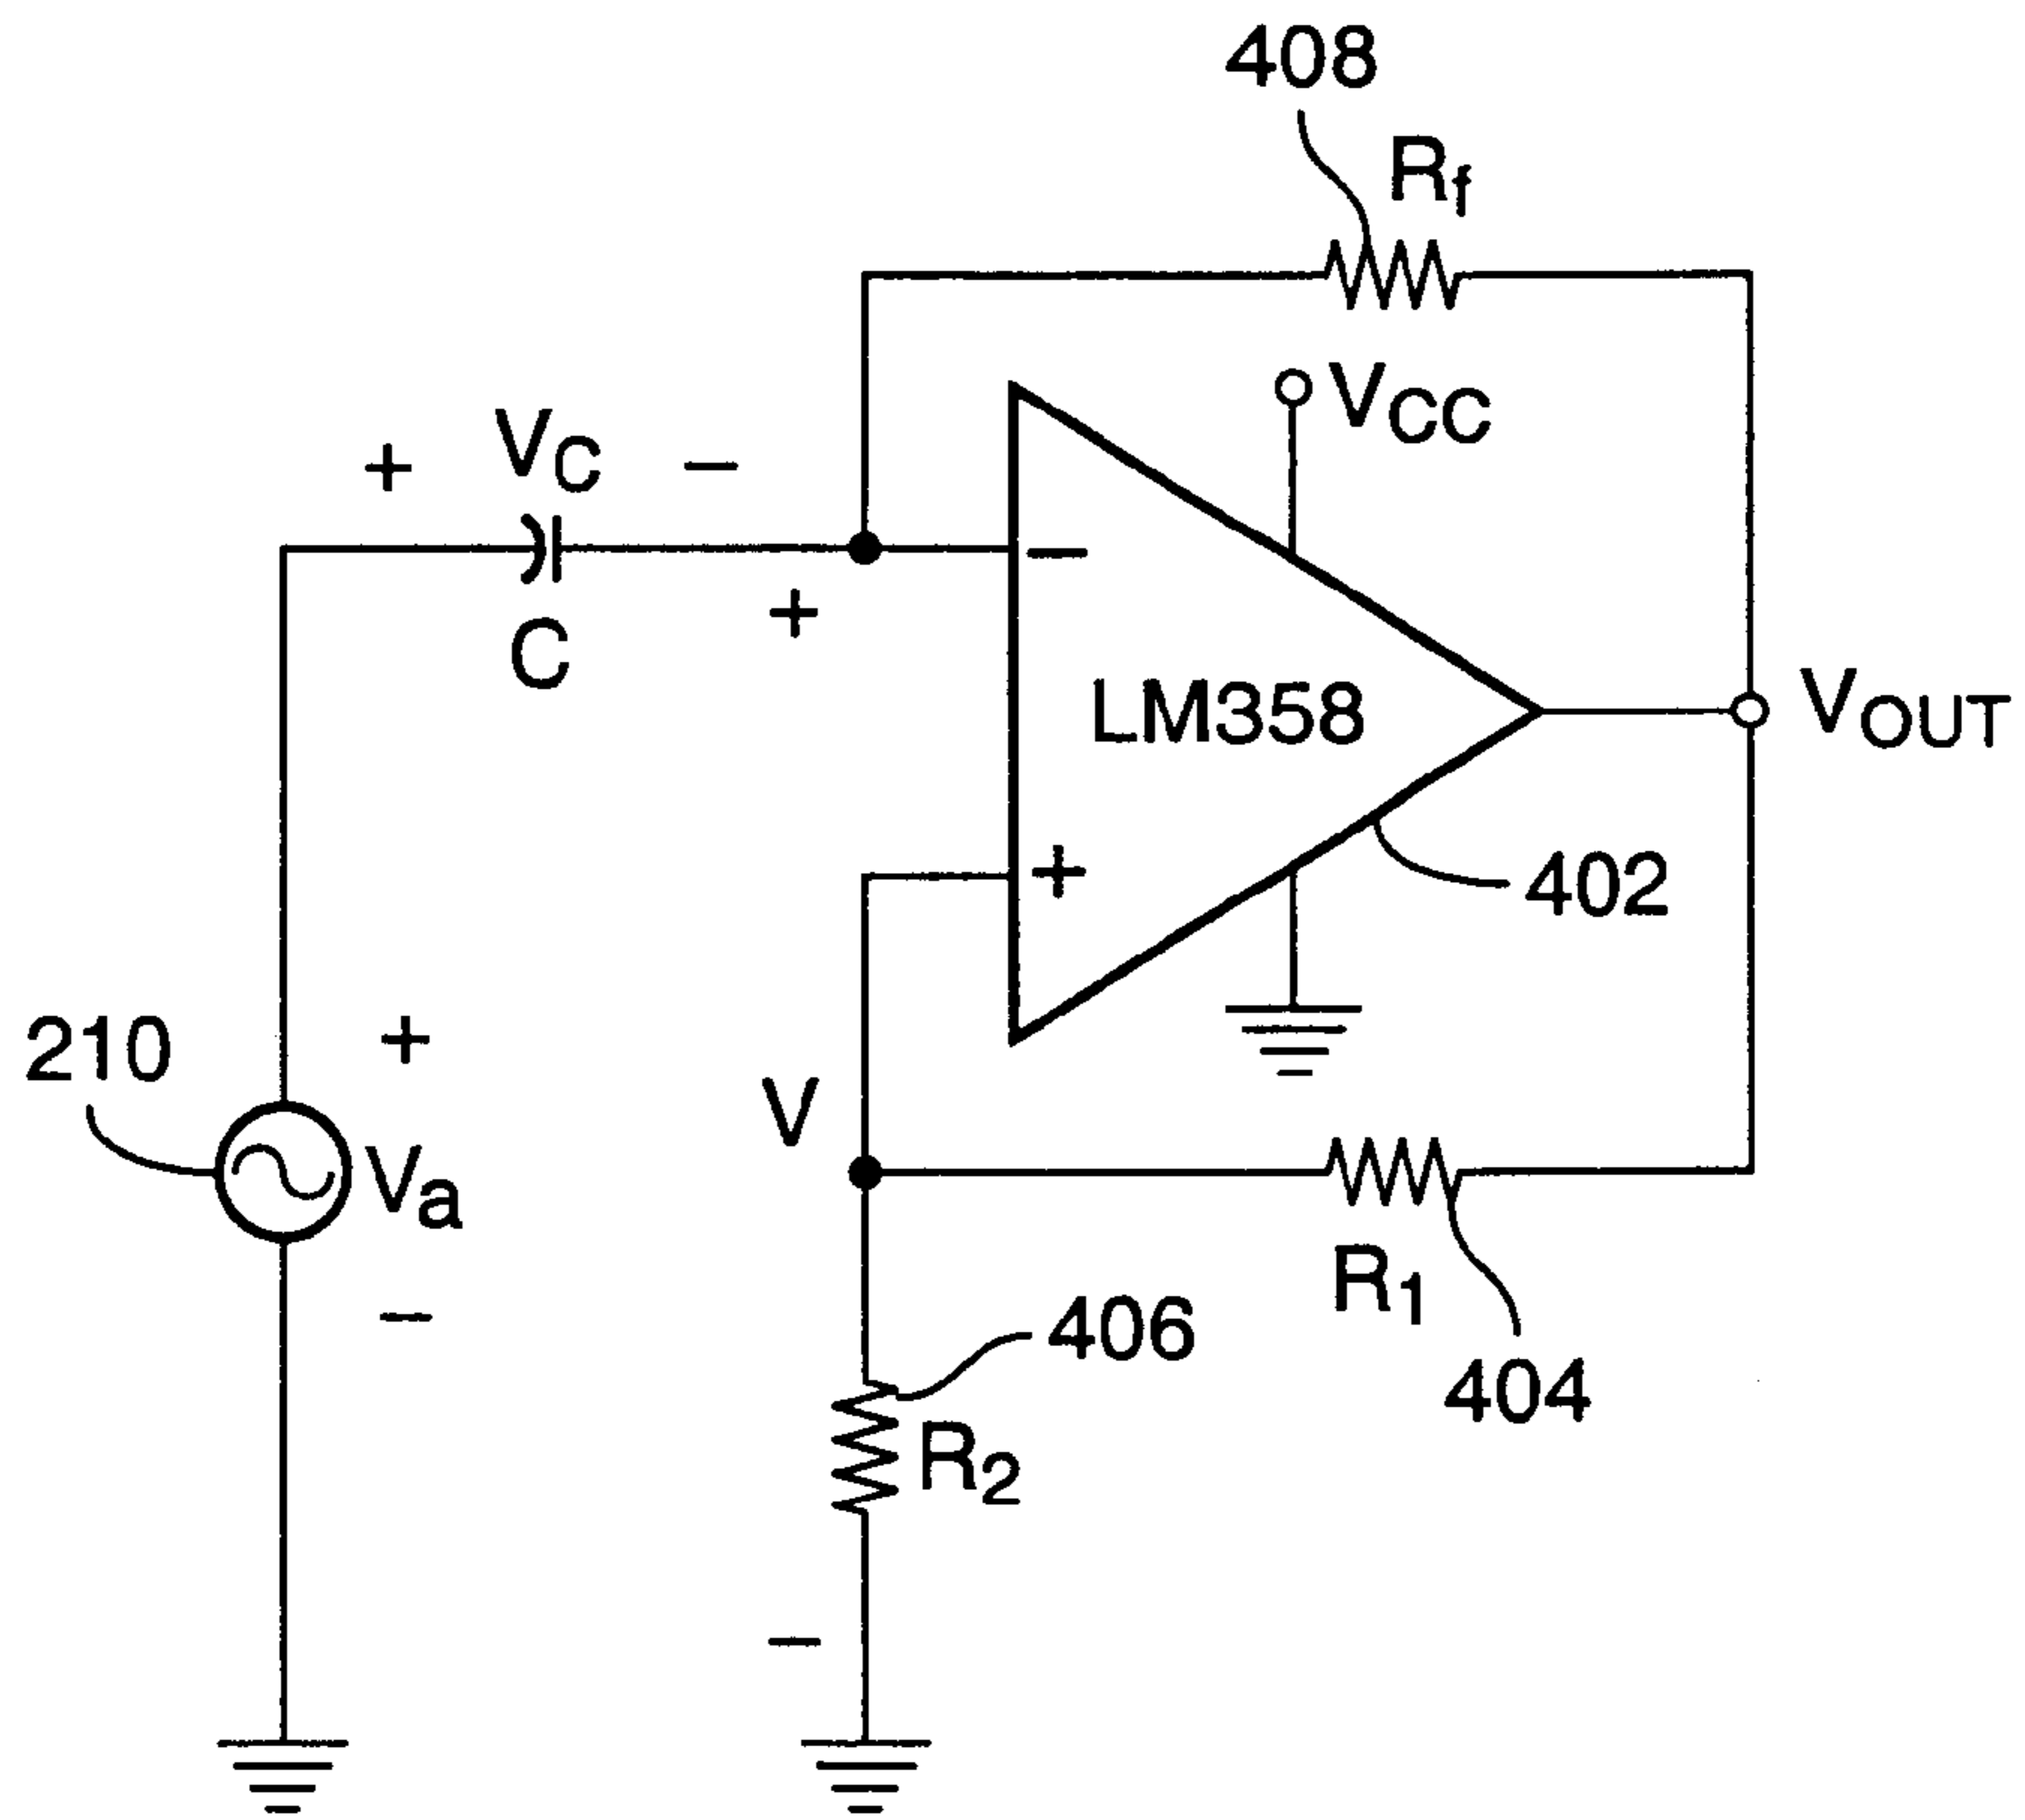 408
Rf
VCC
+ VC −
C
+
−
LM358
VOUT
+
402
210
+
V
Va
−
R1
406
404
R2
−